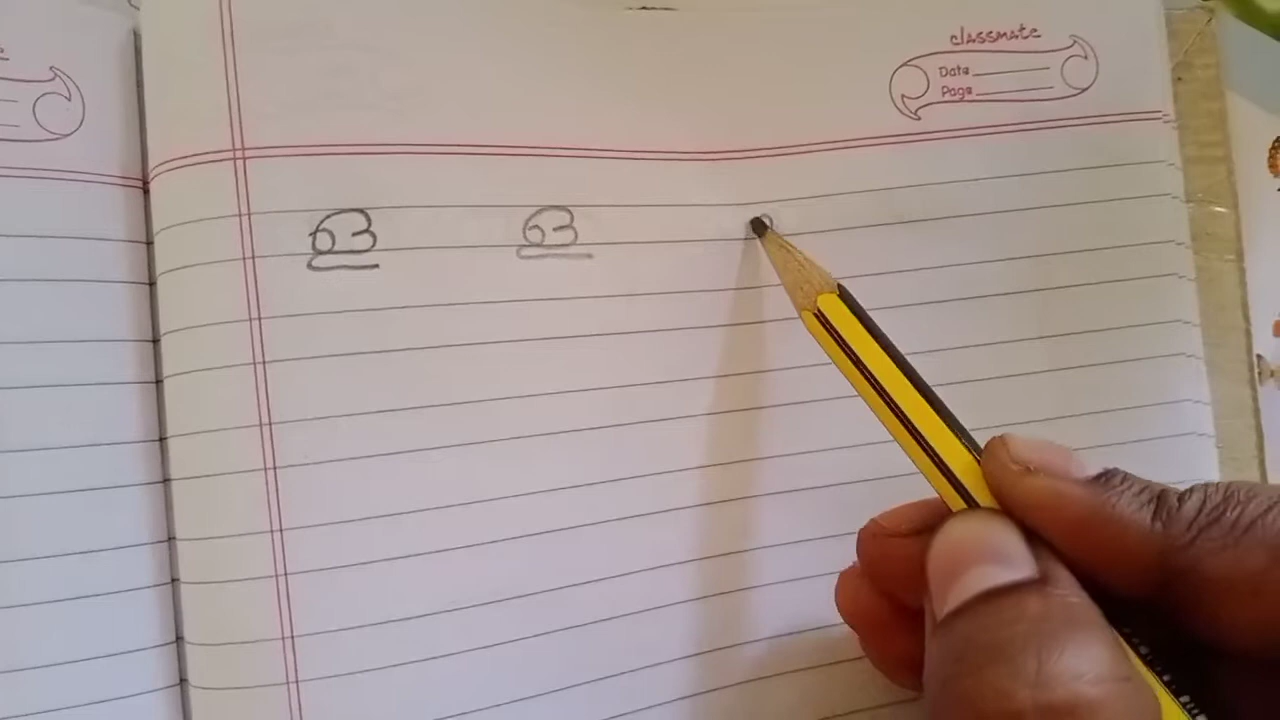 classmate
Date
Page
ഒ ഒ